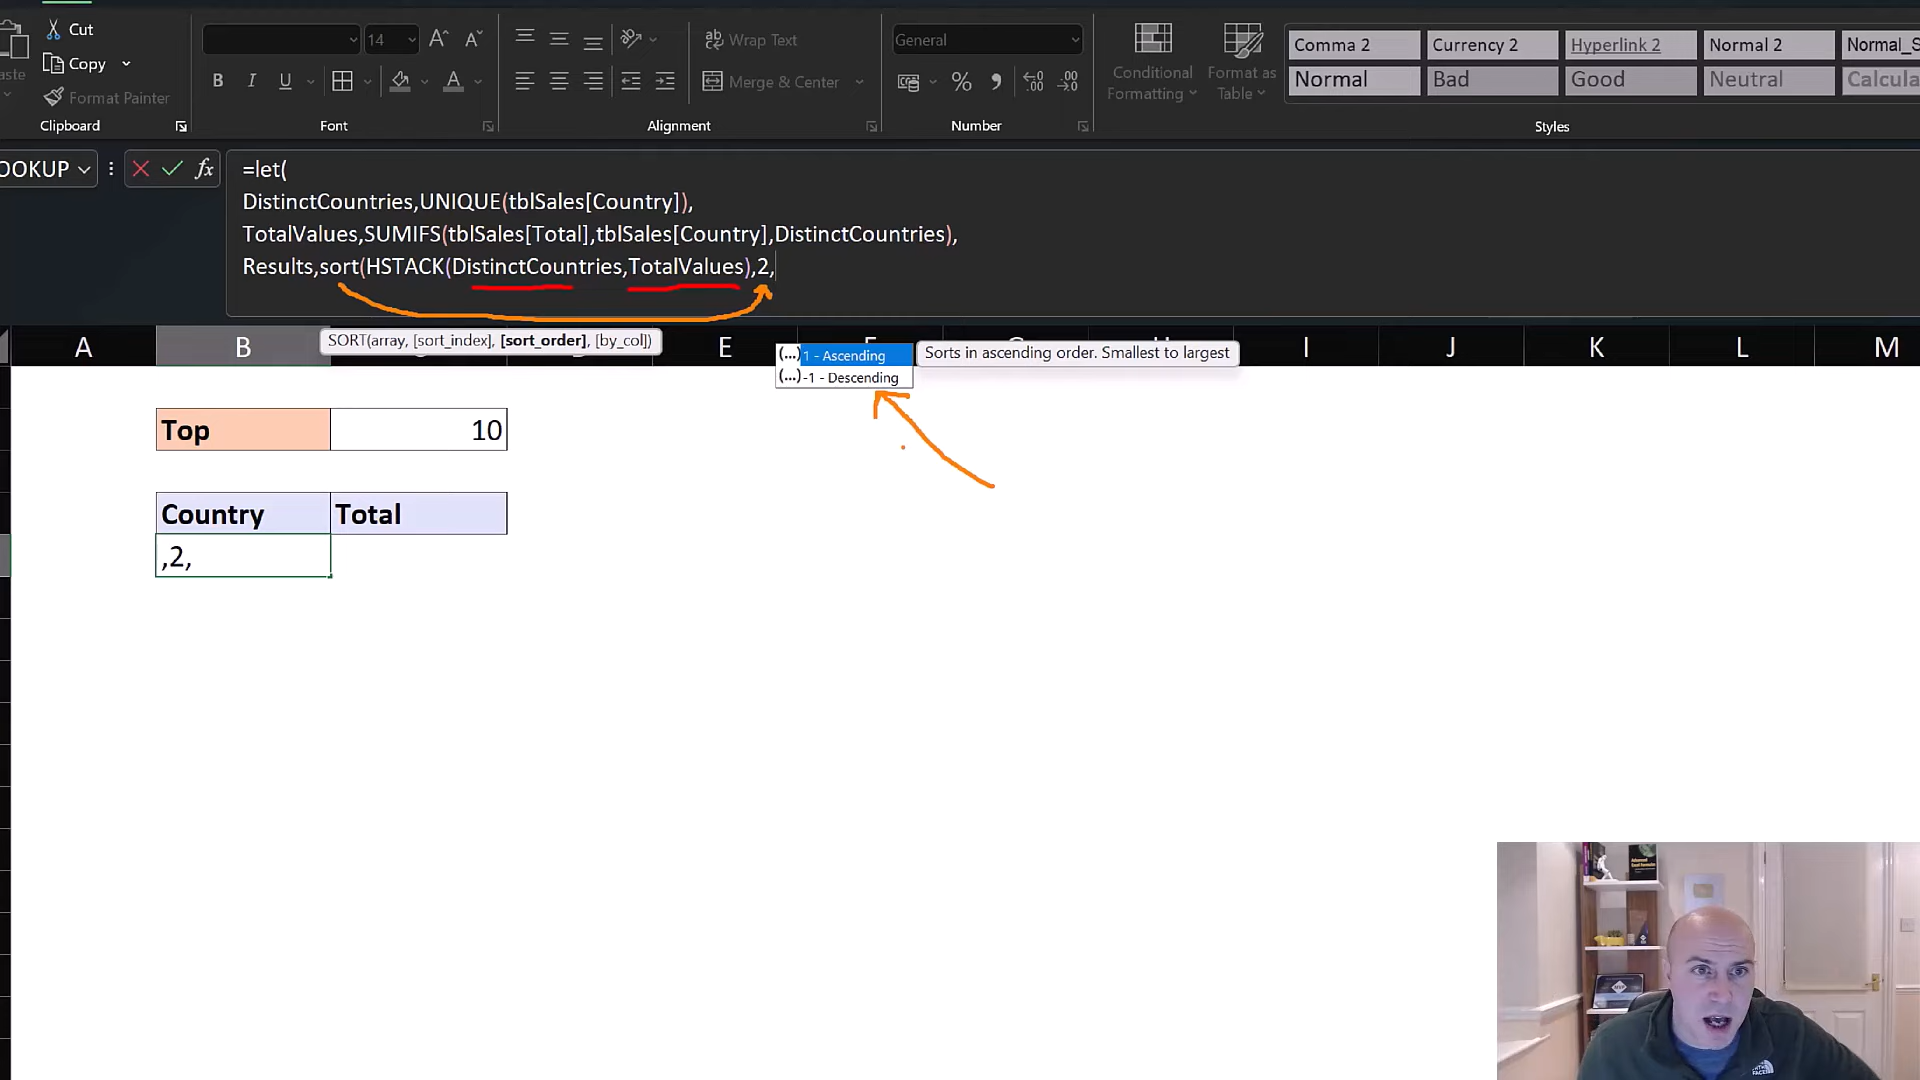 Cut
Copy
Format Painter
Clipboard
14
Font
Wrap Text
Merge & Center
Alignment
General
Number
Conditional Formatting
Format as Table
Comma 2
Currency 2
Hyperlink 2
Normal 2
Normal
Bad
Good
Neutral
Styles
=let(
DistinctCountries,UNIQUE(tblSales[Country]),
TotalValues,SUMIFS(tblSales[Total],tblSales[Country],DistinctCountries),
Results,sort(HSTACK(DistinctCountries,TotalValues),2,
SORT(array, [sort_index], [sort_order], [by_col])
(...) 1 - Ascending
(...) -1 - Descending
Sorts in ascending order. Smallest to largest
A
B
E
I
J
K
L
M
Top
10
Country
Total
,2,